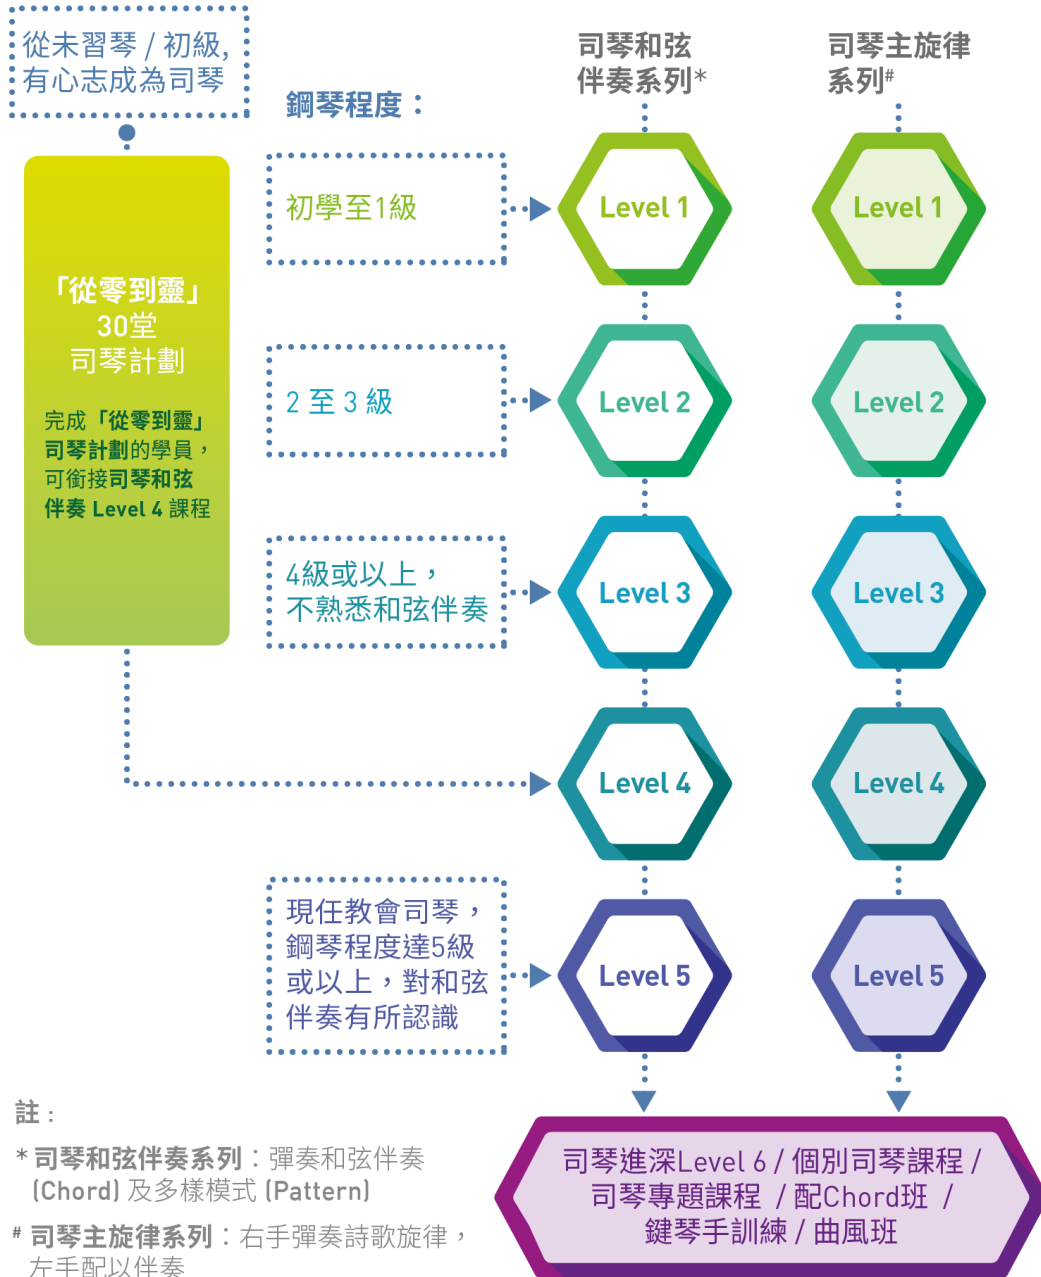 從未習琴 / 初級,
有心志成為司琴
「從零到靈」
30堂
司琴計劃
完成「從零到靈」
司琴計劃的學員，
可銜接司琴和弦
伴奏 Level 4 課程
鋼琴程度：
初學至1級
2 至 3 級
4級或以上，
不熟悉和弦伴奏
現任教會司琴，
鋼琴程度達5級
或以上，對和弦
伴奏有所認識
司琴和弦
伴奏系列*
Level 1
Level 2
Level 3
Level 4
Level 5
司琴主旋律
系列#
Level 1
Level 2
Level 3
Level 4
Level 5
司琴進深Level 6 / 個別司琴課程 /
司琴專題課程 / 配Chord班 /
鍵琴手訓練 / 曲風班
註 :
* 司琴和弦伴奏系列：彈奏和弦伴奏
(Chord) 及多樣模式 (Pattern)
# 司琴主旋律系列：右手彈奏詩歌旋律，
左手配以伴奏